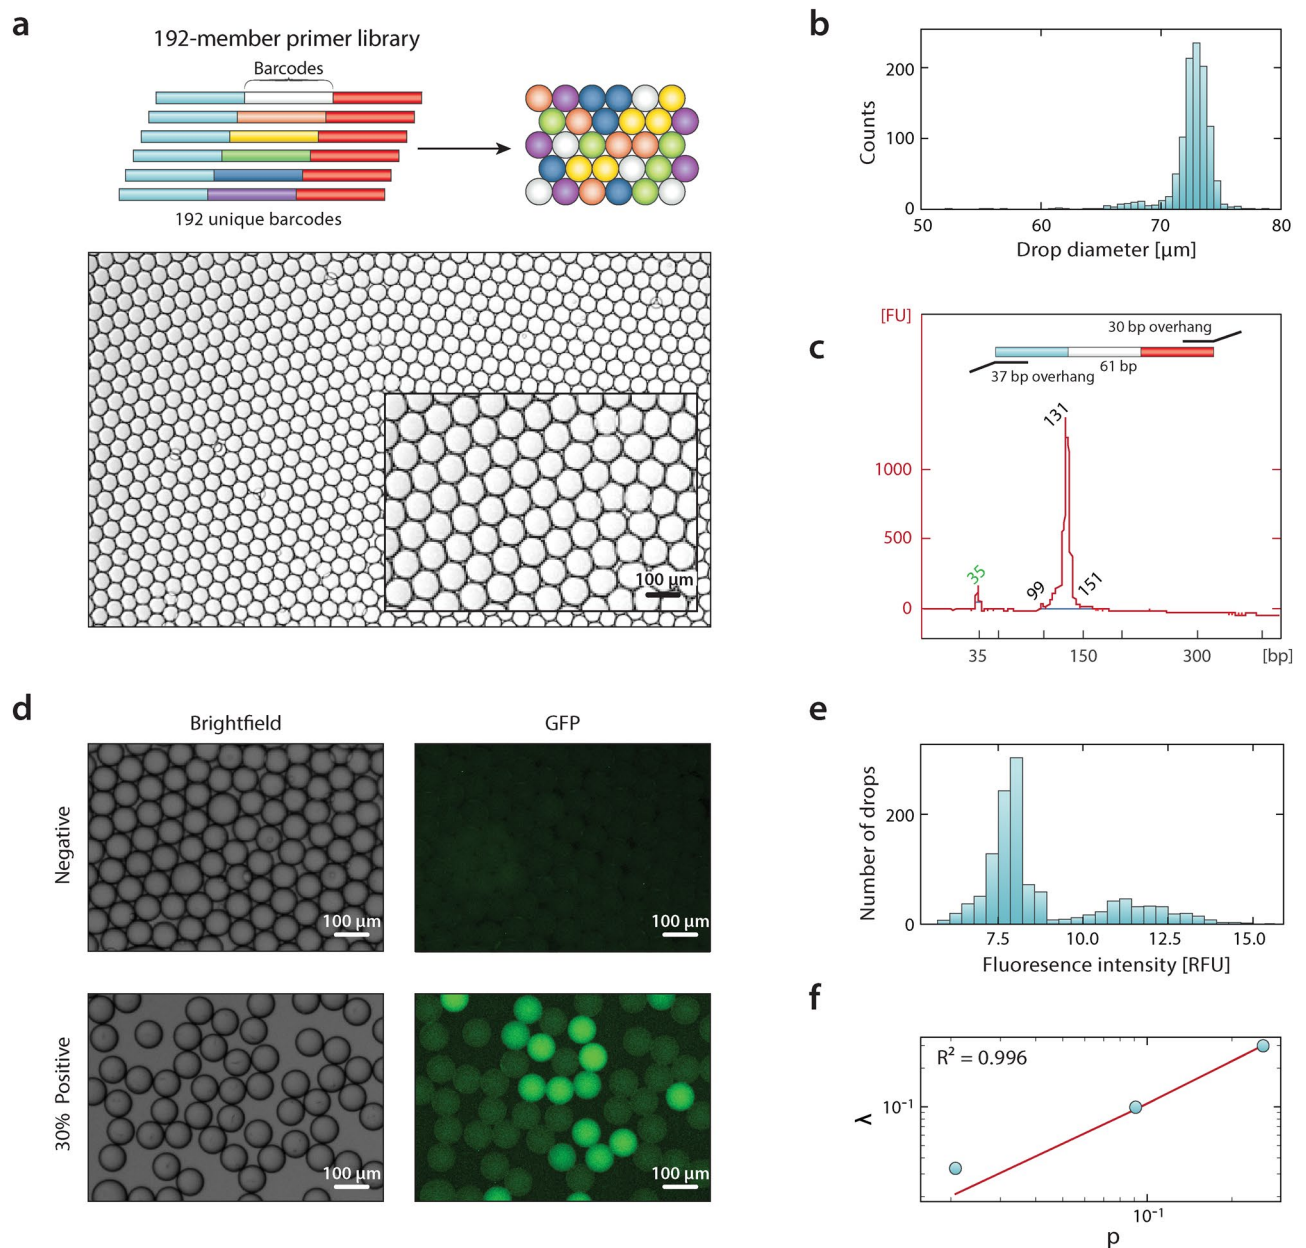 a
192-member primer library
Barcodes
192 unique barcodes
100 µm
b
200
100
0
Counts
50
60
70
80
Drop diameter [µm]
c
[FU]
30 bp overhang
61 bp
37 bp overhang
131
1000
500
35
99
151
0
35
150
300
[bp]
d
Brightfield
GFP
Negative
100 µm
100 µm
30% Positive
100 µm
100 µm
e
Number of drops
200
0
7.5
10.0
12.5
15.0
Fluoresence intensity [RFU]
f
R² = 0.996
λ
10⁻¹
10⁻¹
p